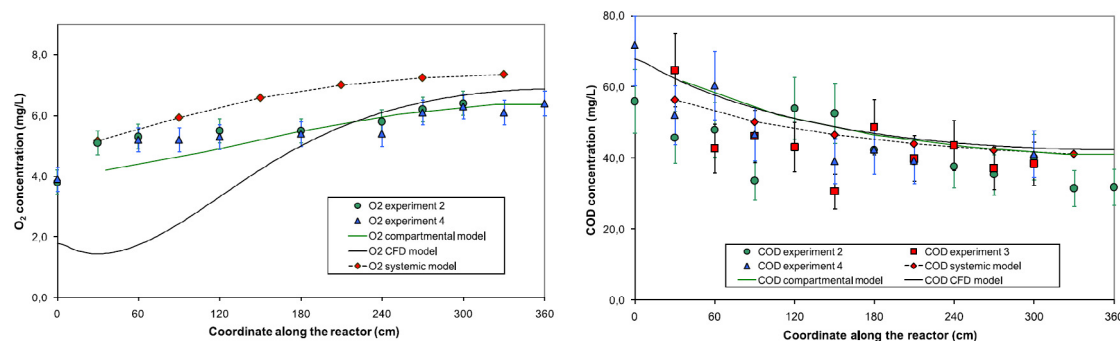 8,0
6,0
4,0
2,0
0,0
O2 concentration (mg/L)
0
60
120
180
240
300
360
Coordinate along the reactor (cm)
O2 experiment 2
O2 experiment 4
O2 compartmental model
O2 CFD model
O2 systemic model
80,0
60,0
40,0
20,0
0,0
COD concentration (mg/L)
0
60
120
180
240
300
360
Coordinate along the reactor (cm)
COD experiment 2
COD experiment 3
COD experiment 4
COD systemic model
COD compartmental model
COD CFD model